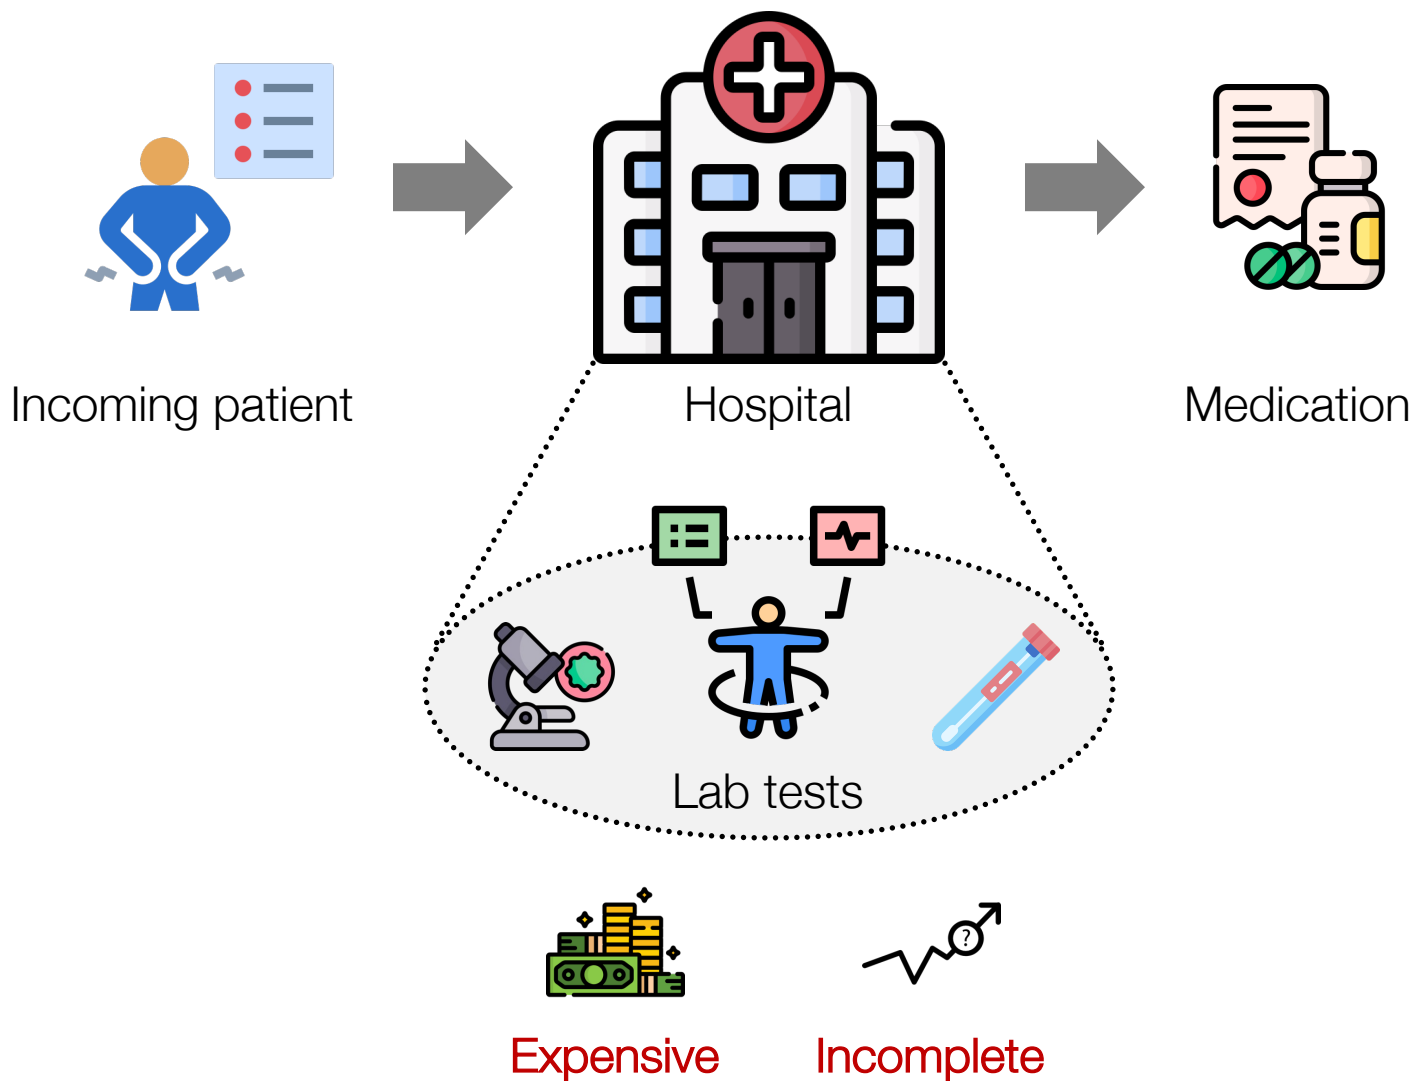 Incoming patient
Hospital
Medication
Lab tests
?
Expensive
Incomplete